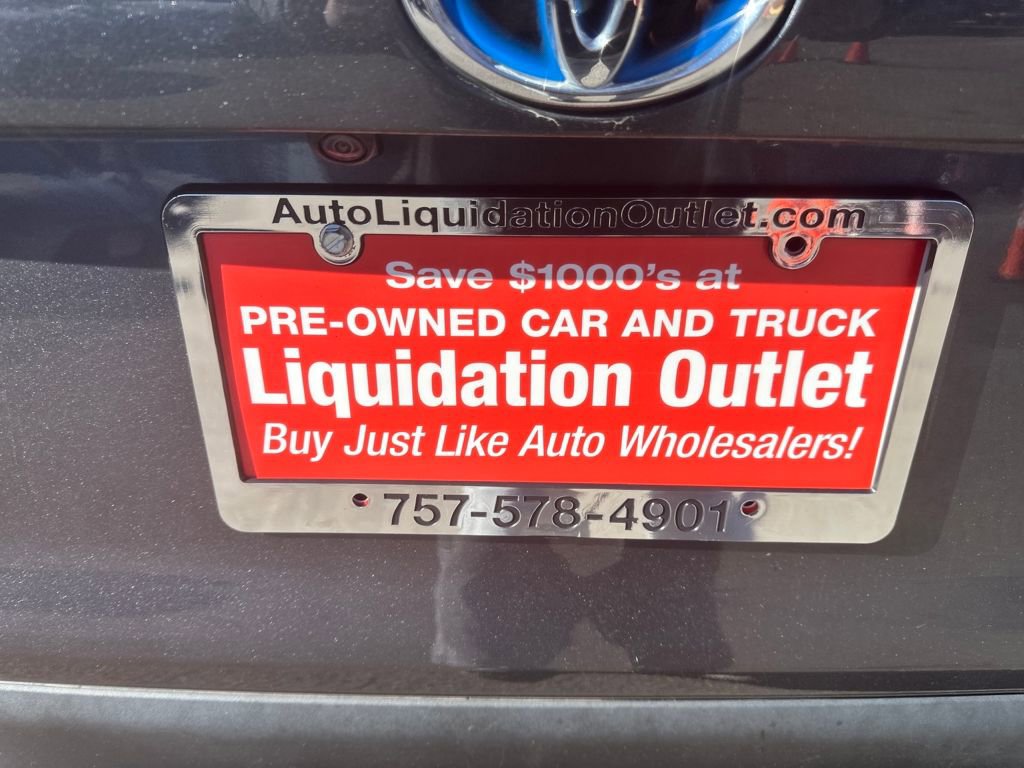 AutoLiquidationOutlet.com
Save $1000's at
PRE-OWNED CAR AND TRUCK
Liquidation Outlet
Buy Just Like Auto Wholesalers!
757-578-4901